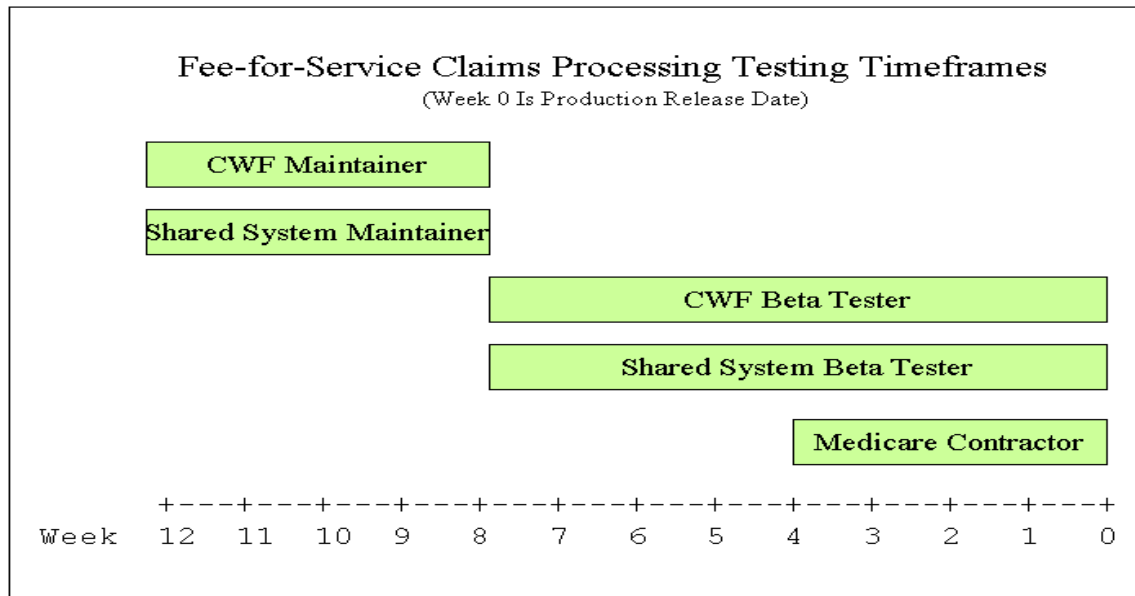 Fee-for-Service Claims Processing Testing Timeframes
(Week 0 Is Production Release Date)
CWF Maintainer
Shared System Maintainer
CWF Beta Tester
Shared System Beta Tester
Medicare Contractor
+---+---+---+---+---+---+---+---+---+---+---+---+
Week 12 11 10 9 8 7 6 5 4 3 2 1 0